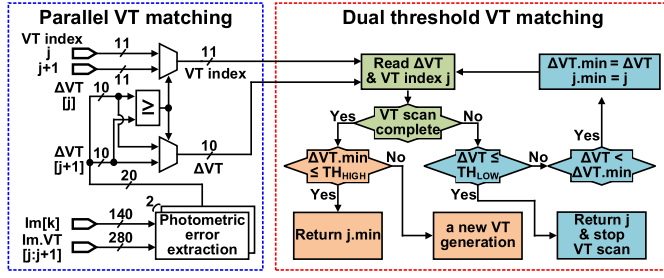 Parallel VT matching
VT index
j
j+1
11
11
11
VT index
ΔVT
[j]
10
≥
ΔVT
[j+1]
10
10
ΔVT
20
2
Im[k]
140
Im.VT
[j:j+1]
280
Photometric
error
extraction
Dual threshold VT matching
Read ΔVT
& VT index j
ΔVT.min = ΔVT
j.min = j
VT scan
complete
Yes
No
Yes
ΔVT.min
≤ THHIGH
No
ΔVT ≤
THLOW
No
ΔVT <
ΔVT.min
Yes
Yes
Return j.min
a new VT
generation
Return j
& stop
VT scan